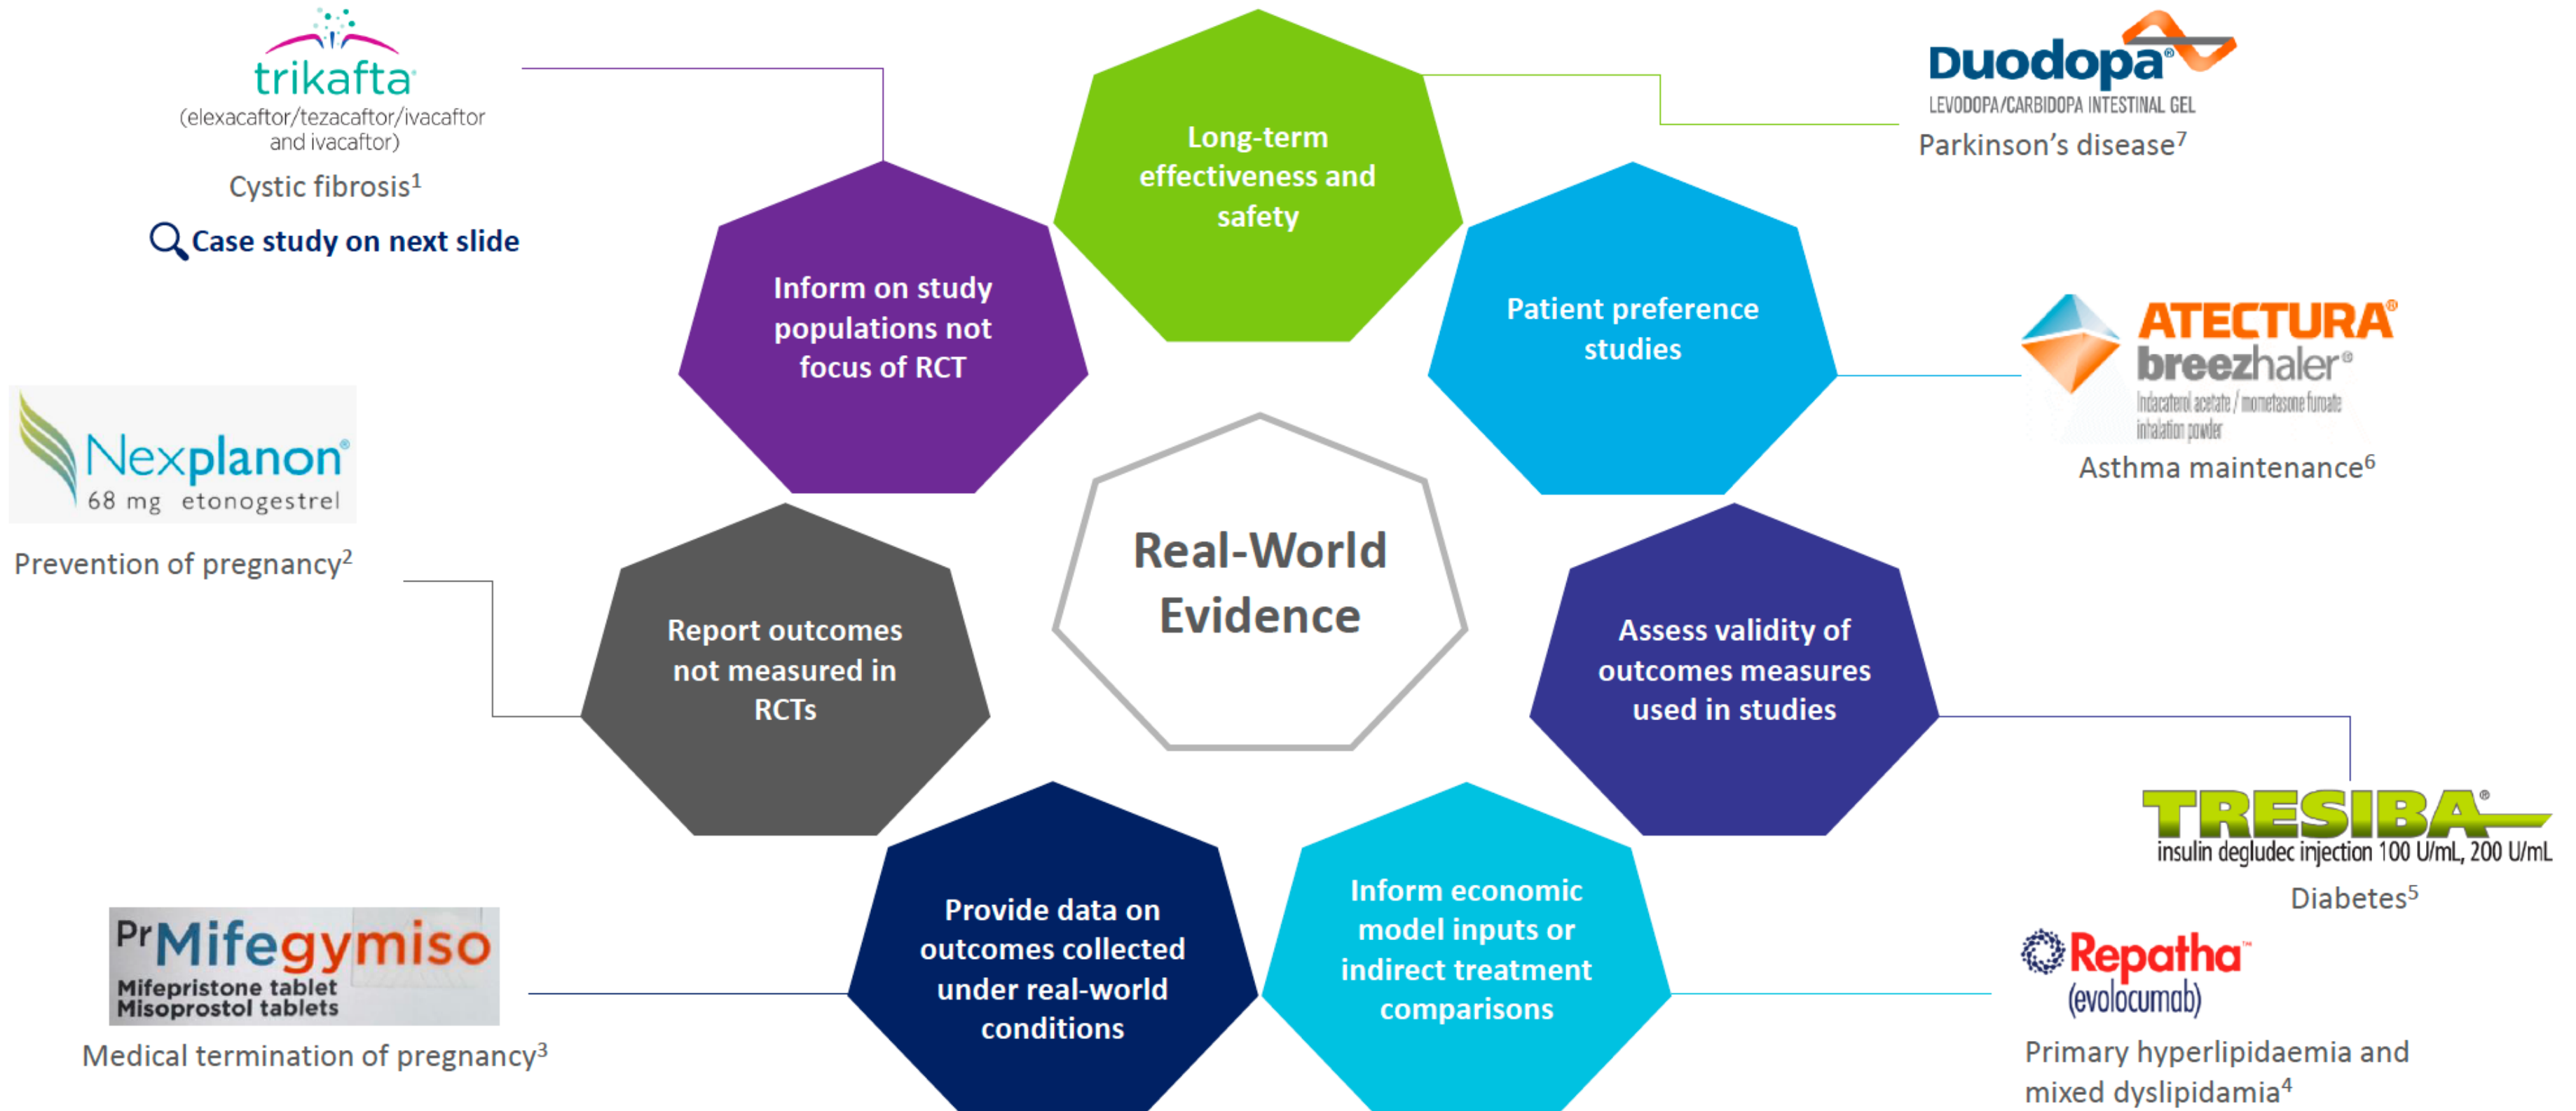 trikafta
(elexacaftor/tezacaftor/ivacaftor
and ivacaftor)
Cystic fibrosis1
Case study on next slide
Nexplanon®
68 mg etonogestrel
Prevention of pregnancy2
PrMifegymiso
Mifepristone tablet
Misoprostol tablets
Medical termination of pregnancy3
Long-term
effectiveness and
safety
Inform on study
populations not
focus of RCT
Patient preference
studies
Real-World
Evidence
Report outcomes
not measured in
RCTs
Assess validity of
outcomes measures
used in studies
Provide data on
outcomes collected
under real-world
conditions
Inform economic
model inputs or
indirect treatment
comparisons
Duodopa®
LEVODOPA/CARBIDOPA INTESTINAL GEL
Parkinson’s disease7
ATECTURA®
breezhaler®
Indacaterol acetate / mometasone furoate
inhalation powder
Asthma maintenance6
TRESIBA®
insulin degludec injection 100 U/mL, 200 U/mL
Diabetes5
Repatha™
(evolocumab)
Primary hyperlipidaemia and
mixed dyslipidamia4